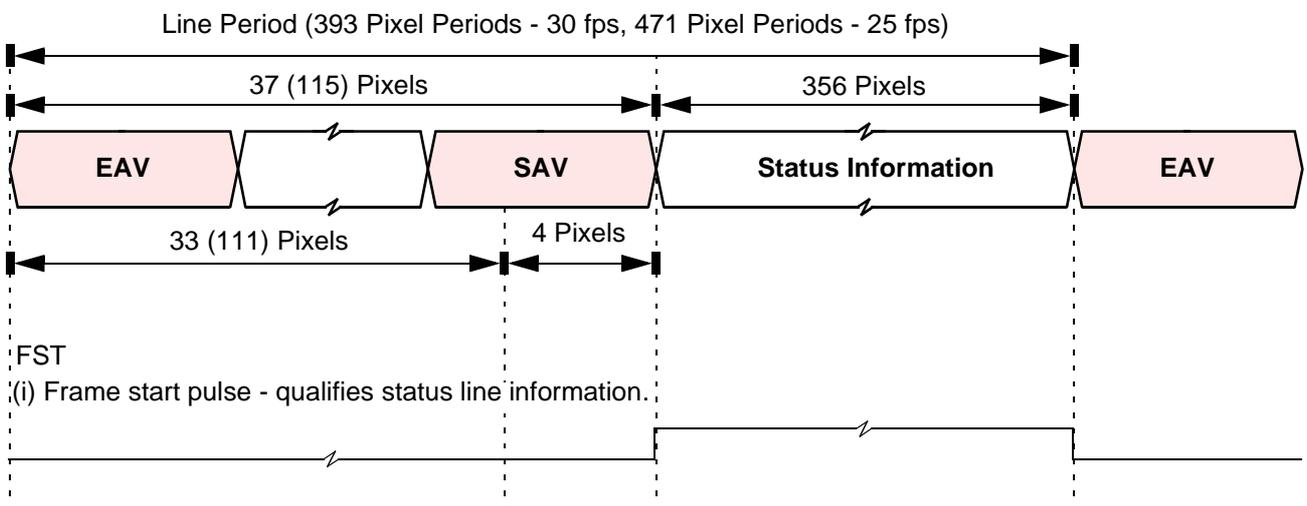 Line Period (393 Pixel Periods - 30 fps, 471 Pixel Periods - 25 fps)
37 (115) Pixels
356 Pixels
EAV
SAV
Status Information
EAV
33 (111) Pixels
4 Pixels
FST
(i) Frame start pulse - qualifies status line information.